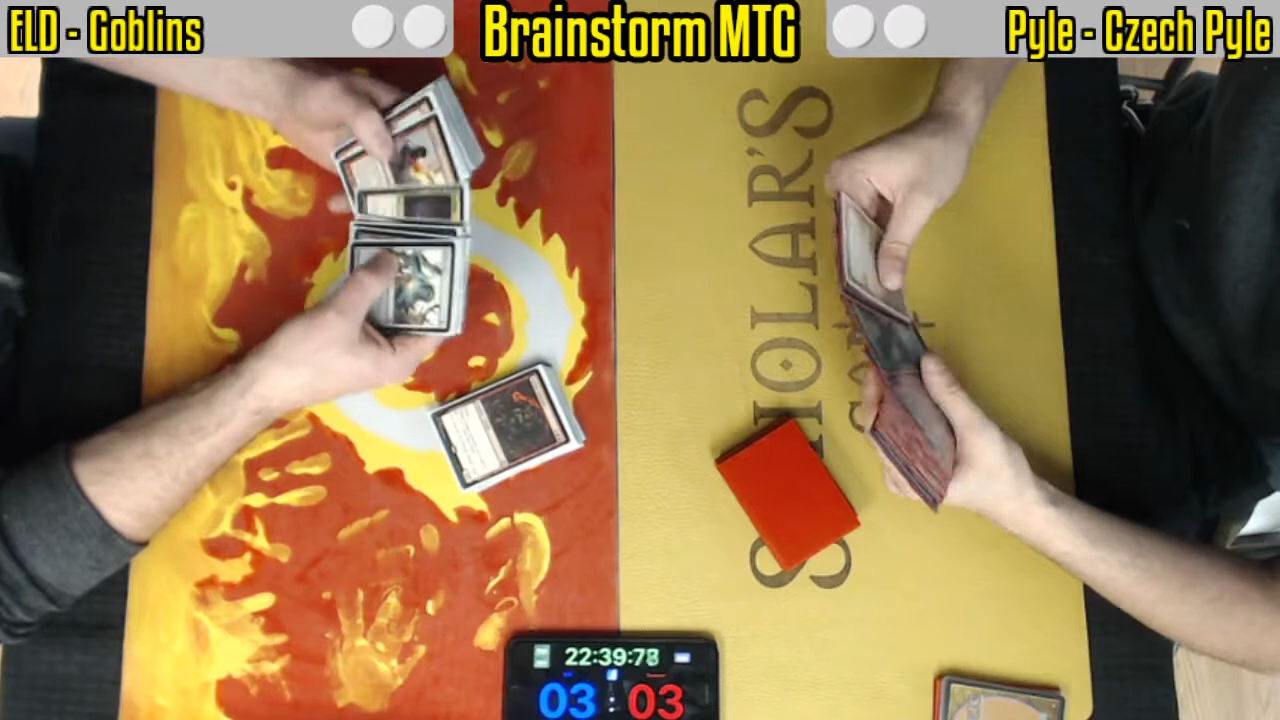 ELD - Goblins
Brainstorm MTG
Pyle - Czech Pyle
SCHOLAR'S
22:39:78
03 : 03